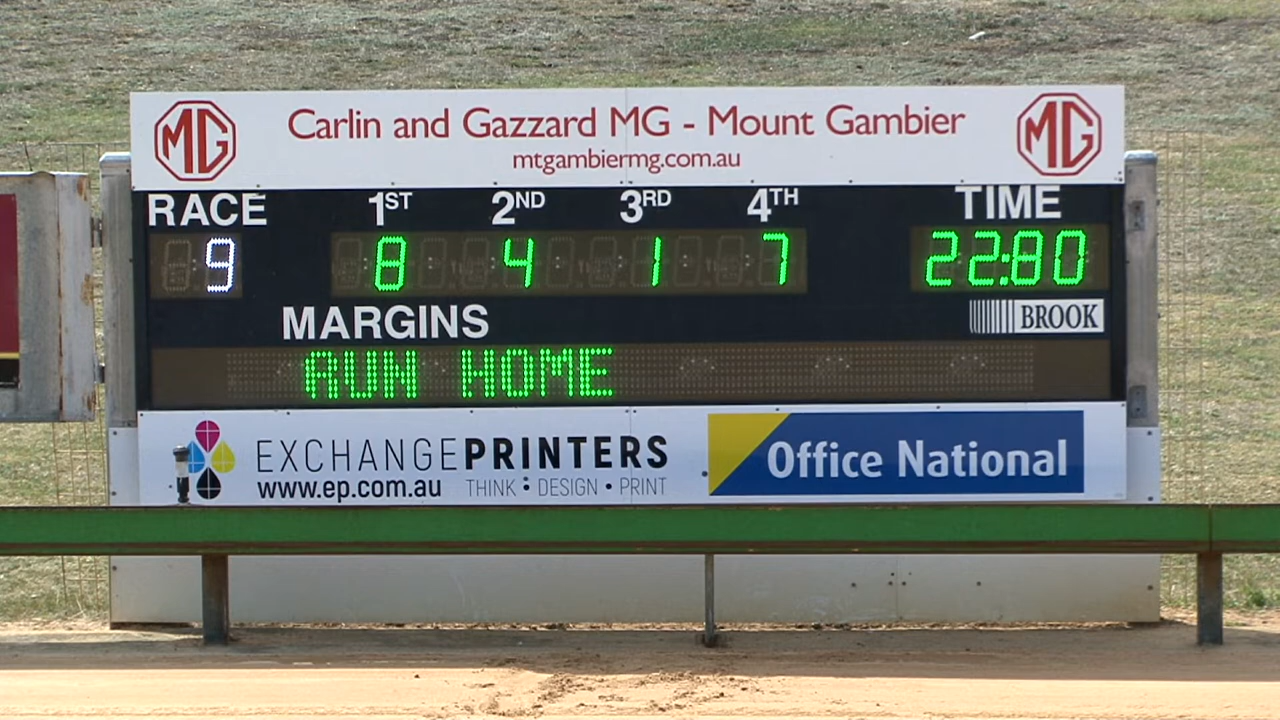 MG Carlin and Gazzard MG - Mount Gambier MG
mtgambiermg.com.au
RACE 1ST 2ND 3RD 4TH TIME
9 8 4 1 7 22:80
MARGINS BROOK
RUN HOME
EXCHANGEPRINTERS Office National
www.ep.com.au THINK • DESIGN • PRINT